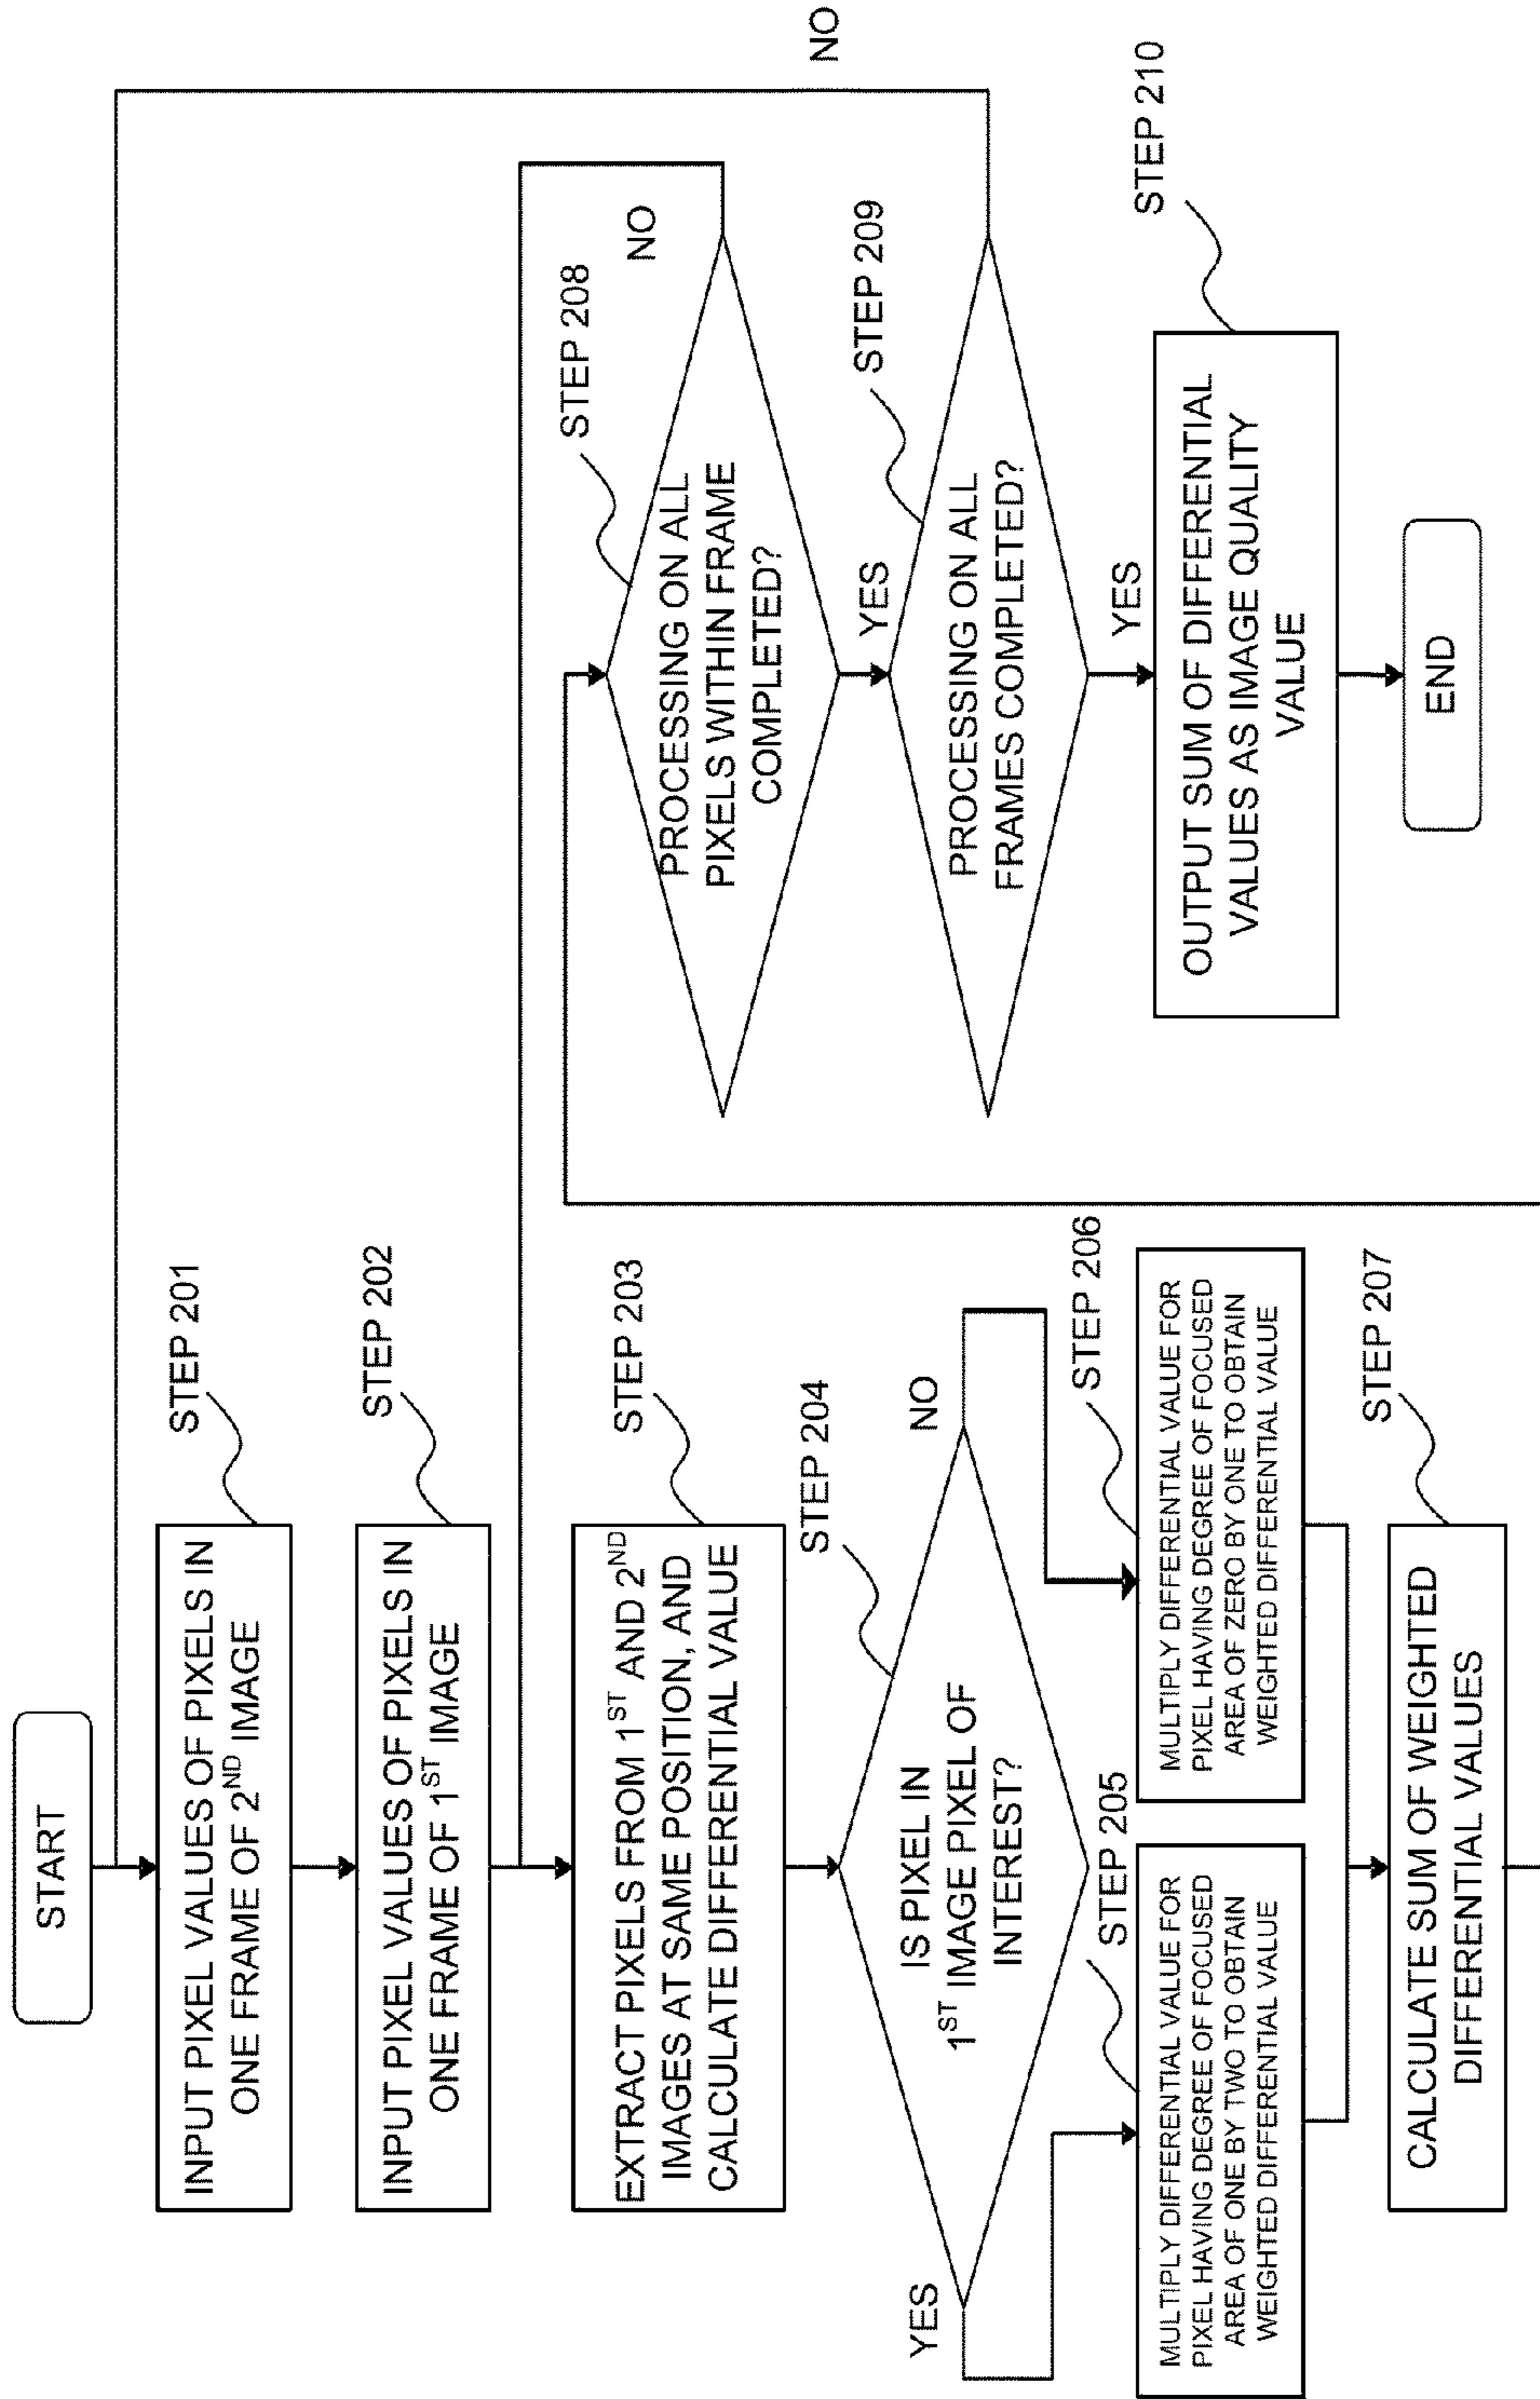 START
INPUT PIXEL VALUES OF PIXELS IN
ONE FRAME OF 2ND IMAGE
STEP 201
INPUT PIXEL VALUES OF PIXELS IN
ONE FRAME OF 1ST IMAGE
STEP 202
EXTRACT PIXELS FROM 1ST AND 2ND
IMAGES AT SAME POSITION, AND
CALCULATE DIFFERENTIAL VALUE
STEP 203
IS PIXEL IN
1ST IMAGE PIXEL OF
INTEREST?
STEP 204
YES
NO
MULTIPLY DIFFERENTIAL VALUE FOR
PIXEL HAVING DEGREE OF FOCUSED
AREA OF ONE BY TWO TO OBTAIN
WEIGHTED DIFFERENTIAL VALUE
STEP 205
MULTIPLY DIFFERENTIAL VALUE FOR
PIXEL HAVING DEGREE OF FOCUSED
AREA OF ZERO BY ONE TO OBTAIN
WEIGHTED DIFFERENTIAL VALUE
STEP 206
CALCULATE SUM OF WEIGHTED
DIFFERENTIAL VALUES
STEP 207
PROCESSING ON ALL
PIXELS WITHIN FRAME
COMPLETED?
STEP 208
NO
YES
PROCESSING ON ALL
FRAMES COMPLETED?
STEP 209
NO
YES
OUTPUT SUM OF DIFFERENTIAL
VALUES AS IMAGE QUALITY
VALUE
STEP 210
END